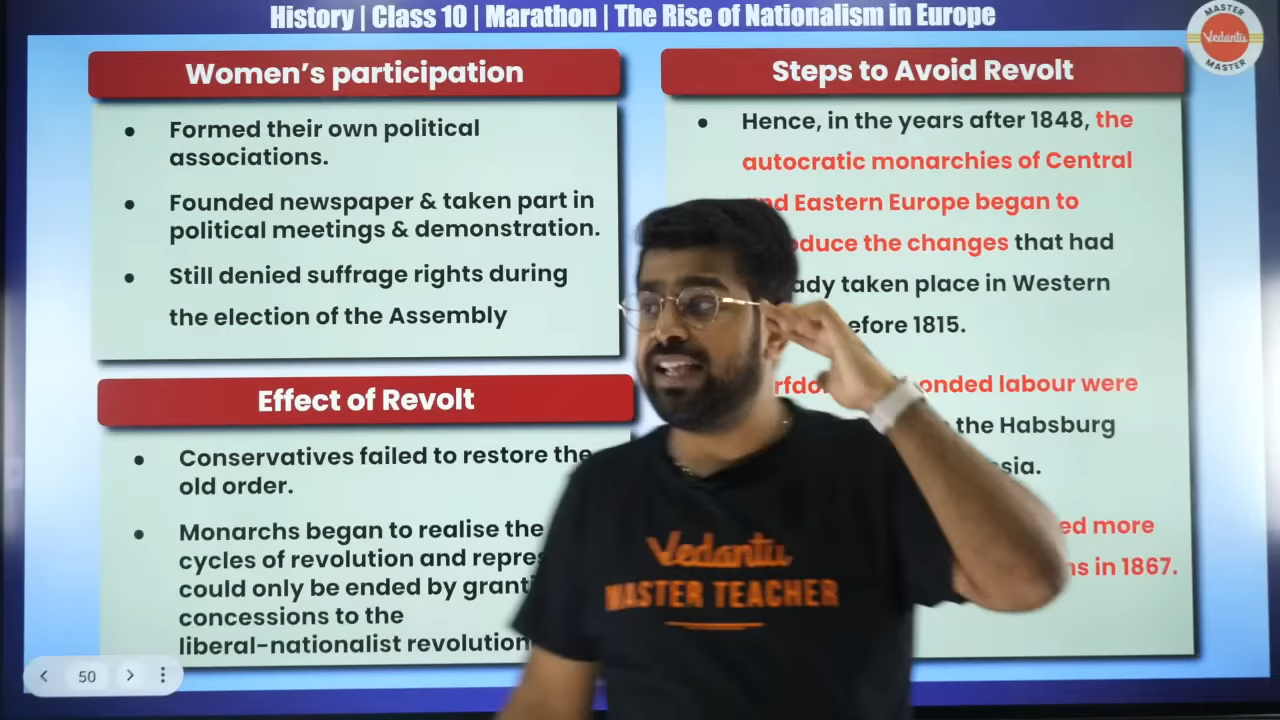 History | Class 10 | Marathon | The Rise of Nationalism in Europe
MASTER
Vedantu
MASTER
Women's participation
Formed their own political
associations.
Founded newspaper & taken part in
political meetings & demonstration.
Still denied suffrage rights during
the election of the Assembly
Effect of Revolt
Conservatives failed to restore the
old order.
Monarchs began to realise the
cycles of revolution and repres
could only be ended by granti
concessions to the
liberal-nationalist revolution
Steps to Avoid Revolt
Hence, in the years after 1848, the
autocratic monarchies of Central
nd Eastern Europe began to
oduce the changes that had
ady taken place in Western
efore 1815.
rfdo onded labour were
the Habsburg
sia.
ed more
ns in 1867.
Vedantu
MASTER TEACHER
50